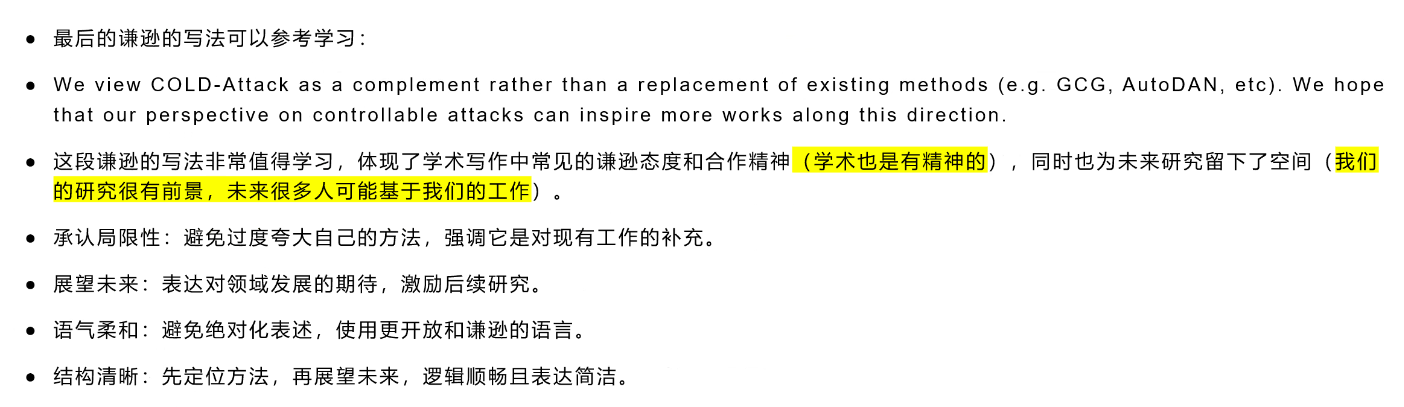 ● 最后的谦逊的写法可以参考学习：
● We view COLD-Attack as a complement rather than a replacement of existing methods (e.g. GCG, AutoDAN, etc). We hope
that our perspective on controllable attacks can inspire more works along this direction.
● 这段谦逊的写法非常值得学习，体现了学术写作中常见的谦逊态度和合作精神（学术也是有精神的），同时也为未来研究留下了空间（我们
的研究很有前景，未来很多人可能基于我们的工作）。
● 承认局限性：避免过度夸大自己的方法，强调它是对现有工作的补充。
● 展望未来：表达对领域发展的期待，激励后续研究。
● 语气柔和：避免绝对化表述，使用更开放和谦逊的语言。
● 结构清晰：先定位方法，再展望未来，逻辑顺畅且表达简洁。